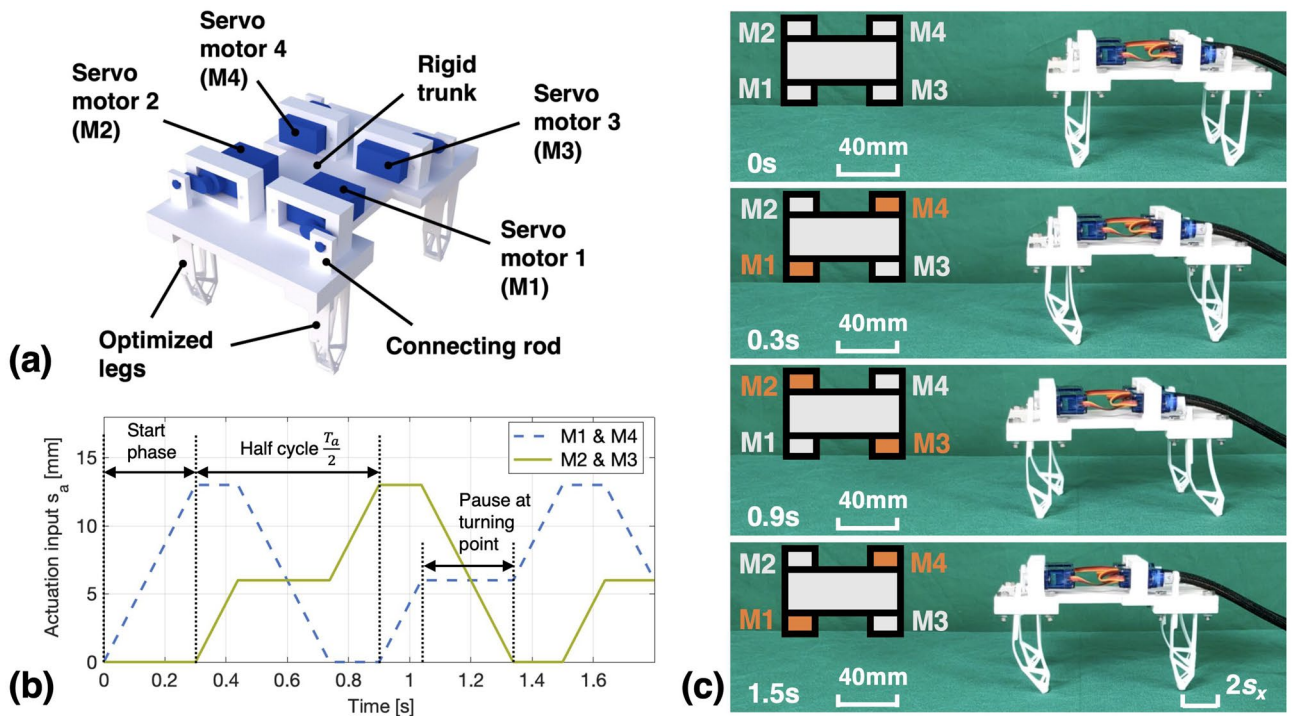 (a)
Servo
motor 4
(M4)
Servo
motor 2
(M2)
Rigid
trunk
Servo
motor 3
(M3)
Servo
motor 1
(M1)
Optimized
legs
Connecting rod
(b)
Start
phase
Half cycle T_a/2
M1 & M4
M2 & M3
Pause at
turning
point
Actuation input s_a [mm]
15
10
5
0
0 0.2 0.4 0.6 0.8 1 1.2 1.4 1.6
Time [s]
(c)
M2 M4
M1 M3
40mm
0s
M2 M4
M1 M3
40mm
0.3s
M2 M4
M1 M3
40mm
0.9s
M2 M4
M1 M3
40mm
1.5s
2s_x